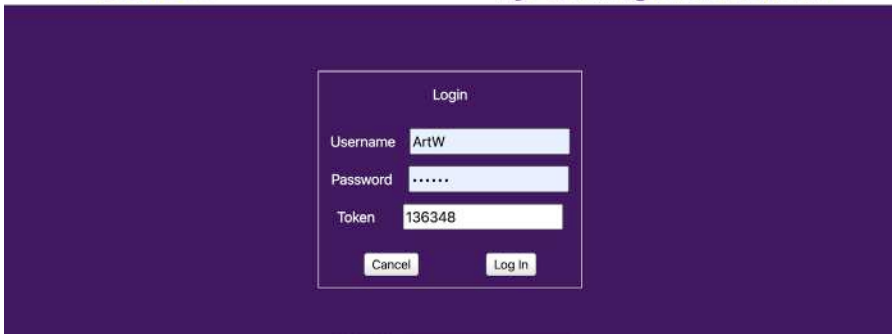 Login
Username ArtW
Password ••••••
Token 136348
Cancel Log In